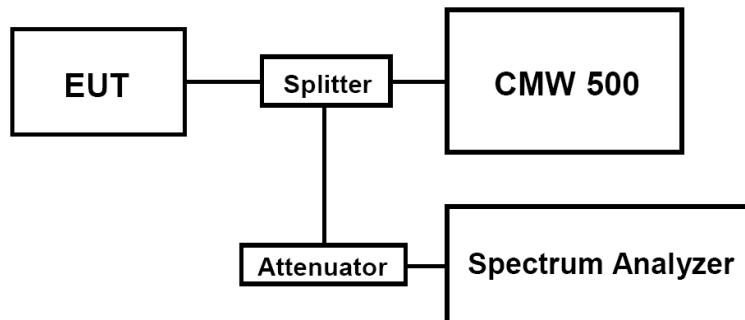 EUT
Splitter
CMW 500
Attenuator
Spectrum Analyzer